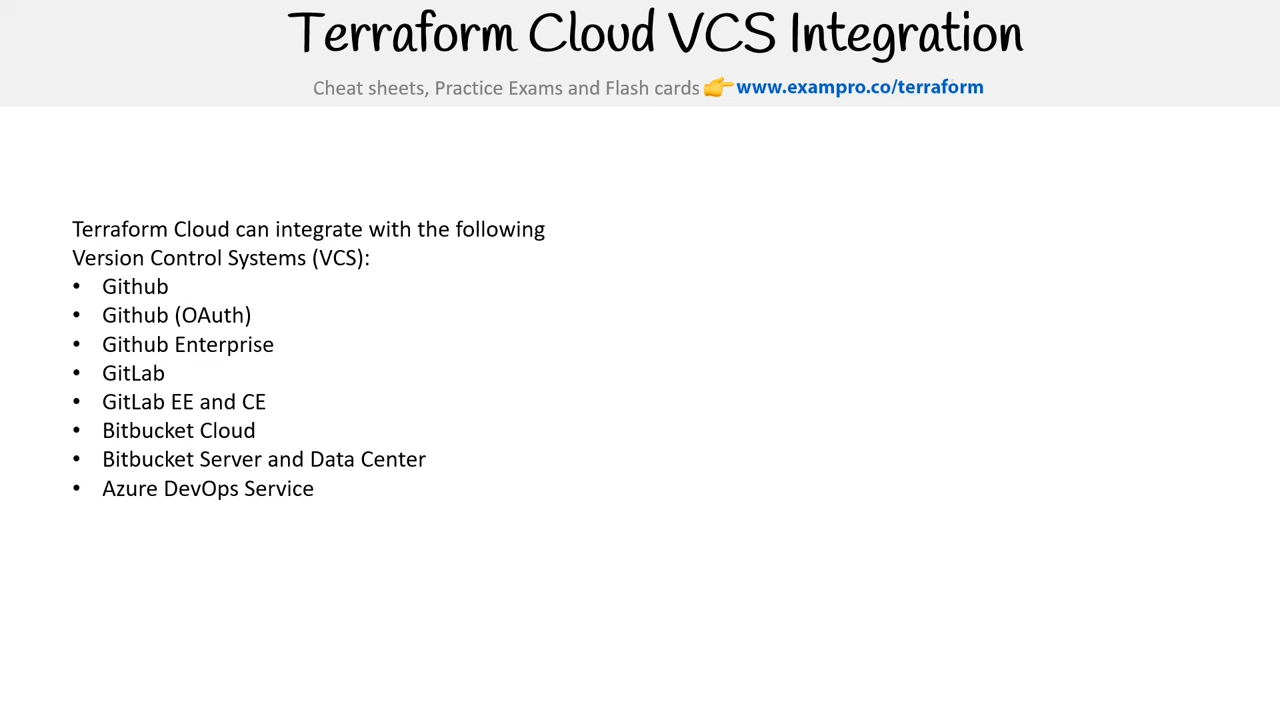 Terraform Cloud VCS Integration
Cheat sheets, Practice Exams and Flash cards 👉 www.exampro.co/terraform
Terraform Cloud can integrate with the following
Version Control Systems (VCS):
• Github
• Github (OAuth)
• Github Enterprise
• GitLab
• GitLab EE and CE
• Bitbucket Cloud
• Bitbucket Server and Data Center
• Azure DevOps Service